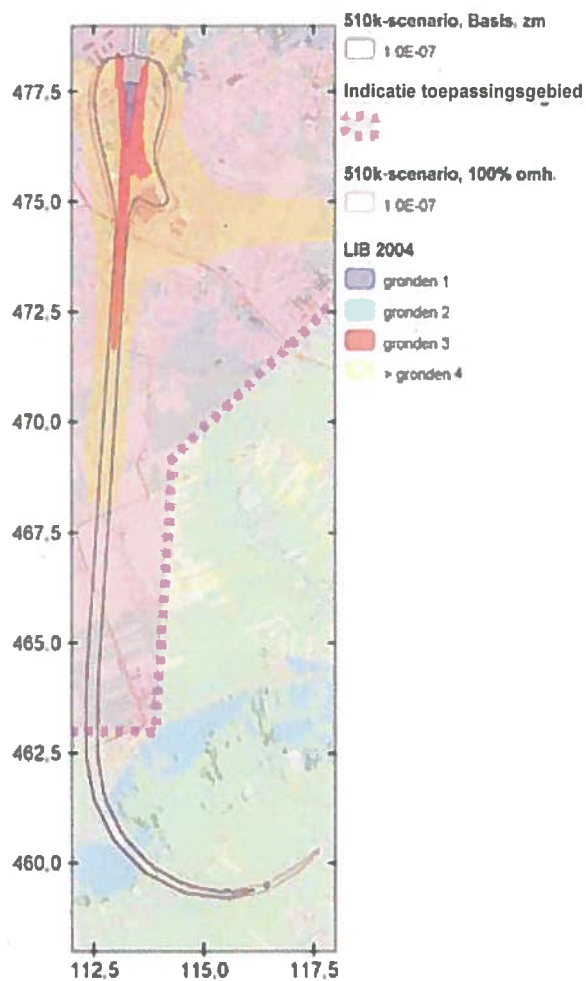 510k-scenario, Basis, zm
1.0E-07
Indicatie toepassingsgebied
510k-scenario, 100% omh.
1.0E-07
LIB 2004
gronden 1
gronden 2
gronden 3
> gronden 4
477,5
475,0
472,5
470,0
467,5
465,0
462,5
460,0
112,5 115,0 117,5